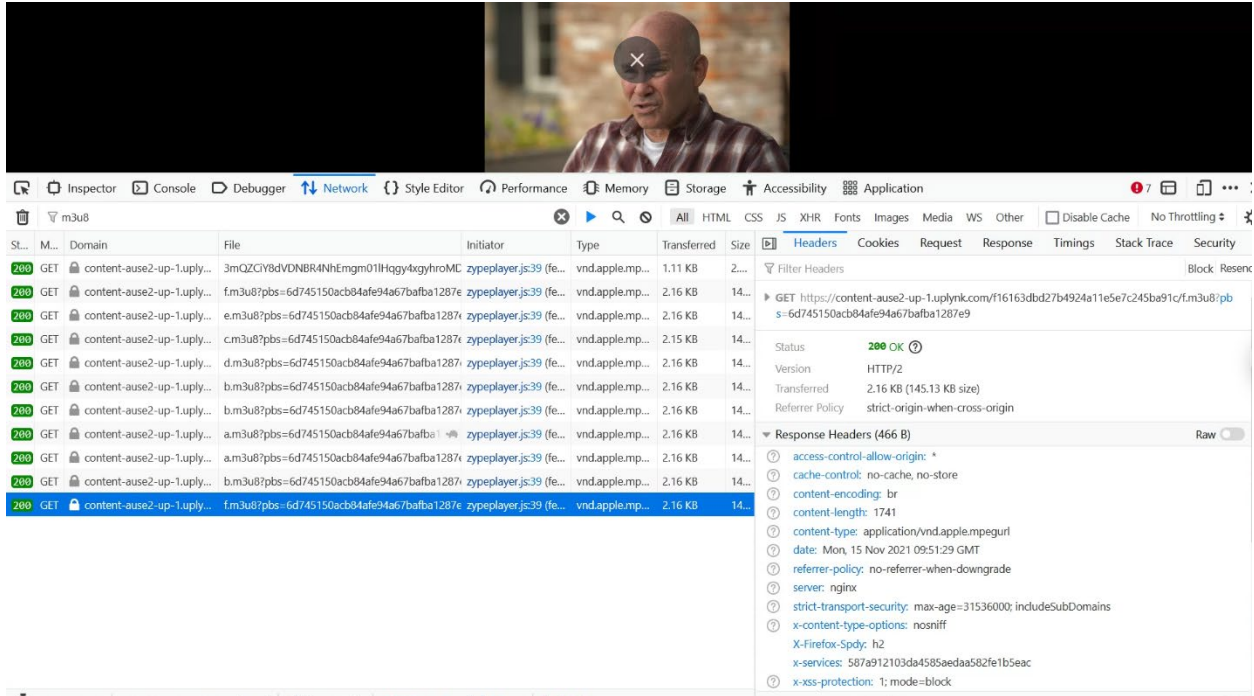 Inspector Console Debugger Network Style Editor Performance Memory Storage Accessibility Application 7
m3u8 All HTML CSS JS XHR Fonts Images Media WS Other Disable Cache No Throttling
St... M... Domain File Initiator Type Transferred Size Headers Cookies Request Response Timings Stack Trace Security
200 GET content-ause2-up-1.uply... 3mQZCiY8dVDNBR4NhEmgm01lHqgy4xgyhroMD zypeplayer.js:39 (fe... vnd.apple.mp... 1.11 KB 2....
200 GET content-ause2-up-1.uply... f.m3u8?pbs=6d745150acb84afe94a67bafba1287e zypeplayer.js:39 (fe... vnd.apple.mp... 2.16 KB 14...
200 GET content-ause2-up-1.uply... e.m3u8?pbs=6d745150acb84afe94a67bafba1287e zypeplayer.js:39 (fe... vnd.apple.mp... 2.16 KB 14...
200 GET content-ause2-up-1.uply... c.m3u8?pbs=6d745150acb84afe94a67bafba1287e zypeplayer.js:39 (fe... vnd.apple.mp... 2.15 KB 14...
200 GET content-ause2-up-1.uply... d.m3u8?pbs=6d745150acb84afe94a67bafba1287 zypeplayer.js:39 (fe... vnd.apple.mp... 2.16 KB 14...
200 GET content-ause2-up-1.uply... b.m3u8?pbs=6d745150acb84afe94a67bafba1287 zypeplayer.js:39 (fe... vnd.apple.mp... 2.16 KB 14...
200 GET content-ause2-up-1.uply... b.m3u8?pbs=6d745150acb84afe94a67bafba1287 zypeplayer.js:39 (fe... vnd.apple.mp... 2.16 KB 14...
200 GET content-ause2-up-1.uply... a.m3u8?pbs=6d745150acb84afe94a67bafba1 zypeplayer.js:39 (fe... vnd.apple.mp... 2.16 KB 14...
200 GET content-ause2-up-1.uply... a.m3u8?pbs=6d745150acb84afe94a67bafba1287e zypeplayer.js:39 (fe... vnd.apple.mp... 2.16 KB 14...
200 GET content-ause2-up-1.uply... b.m3u8?pbs=6d745150acb84afe94a67bafba1287 zypeplayer.js:39 (fe... vnd.apple.mp... 2.16 KB 14...
200 GET content-ause2-up-1.uply... f.m3u8?pbs=6d745150acb84afe94a67bafba1287e zypeplayer.js:39 (fe... vnd.apple.mp... 2.16 KB 14...
Filter Headers Block Resend
GET https://content-ause2-up-1.uplynk.com/f16163dbd27b4924a11e5e7c245ba91c/f.m3u8?pb
s=6d745150acb84afe94a67bafba1287e9
Status 200 OK
Version HTTP/2
Transferred 2.16 KB (145.13 KB size)
Referrer Policy strict-origin-when-cross-origin
Response Headers (466 B) Raw
access-control-allow-origin: *
cache-control: no-cache, no-store
content-encoding: br
content-length: 1741
content-type: application/vnd.apple.mpegurl
date: Mon, 15 Nov 2021 09:51:29 GMT
referrer-policy: no-referrer-when-downgrade
server: nginx
strict-transport-security: max-age=31536000; includeSubDomains
x-content-type-options: nosniff
X-Firefox-Spdy: h2
x-services: 587a912103da4585aedaa582fe1b5eac
x-xss-protection: 1; mode=block